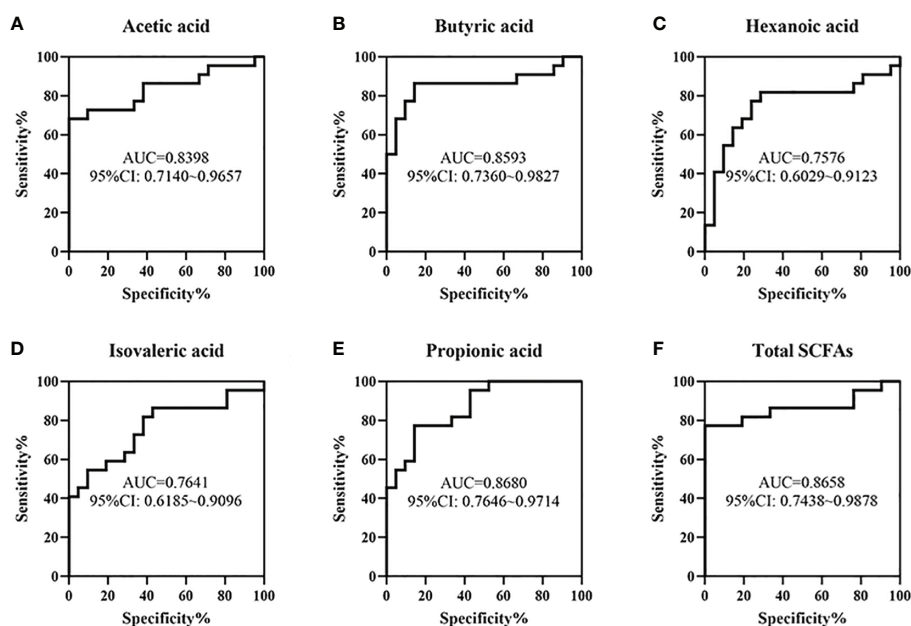 A
Acetic acid
100
80
60
40
20
0
Sensitivity%
AUC=0.8398
95%CI: 0.7140~0.9657
0 20 40 60 80 100
Specificity%
B
Butyric acid
100
80
60
40
20
0
Sensitivity%
AUC=0.8593
95%CI: 0.7360~0.9827
0 20 40 60 80 100
Specificity%
C
Hexanoic acid
100
80
60
40
20
0
Sensitivity%
AUC=0.7576
95%CI: 0.6029~0.9123
0 20 40 60 80 100
Specificity%
D
Isovaleric acid
100
80
60
40
20
0
Sensitivity%
AUC=0.7641
95%CI: 0.6185~0.9096
0 20 40 60 80 100
Specificity%
E
Propionic acid
100
80
60
40
20
0
Sensitivity%
AUC=0.8680
95%CI: 0.7646~0.9714
0 20 40 60 80 100
Specificity%
F
Total SCFAs
100
80
60
40
20
0
Sensitivity%
AUC=0.8658
95%CI: 0.7438~0.9878
0 20 40 60 80 100
Specificity%